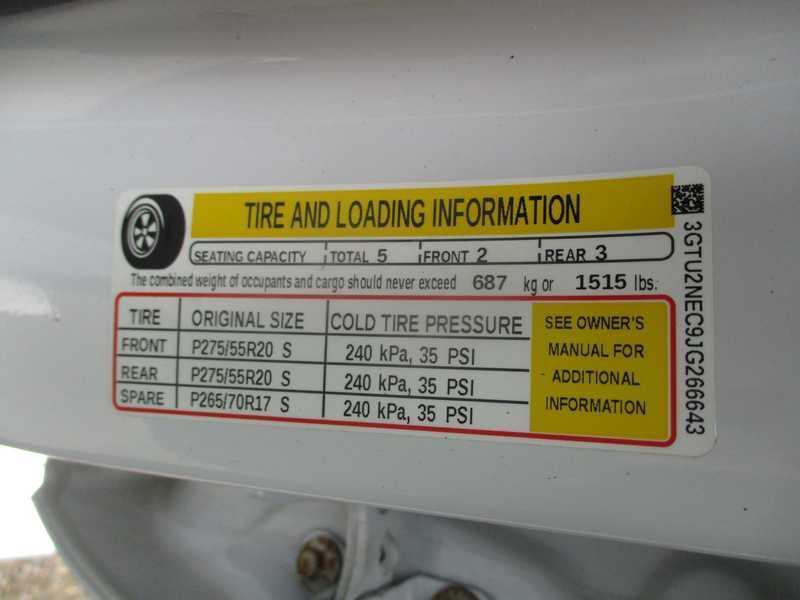 TIRE AND LOADING INFORMATION
SEATING CAPACITY TOTAL 5 FRONT 2 REAR 3
The combined weight of occupants and cargo should never exceed 687 kg or 1515 lbs.
TIRE ORIGINAL SIZE COLD TIRE PRESSURE
FRONT P275/55R20 S 240 kPa, 35 PSI
REAR P275/55R20 S 240 kPa, 35 PSI
SPARE P265/70R17 S 240 kPa, 35 PSI
SEE OWNER'S
MANUAL FOR
ADDITIONAL
INFORMATION
3GTU2NEC9JG266643